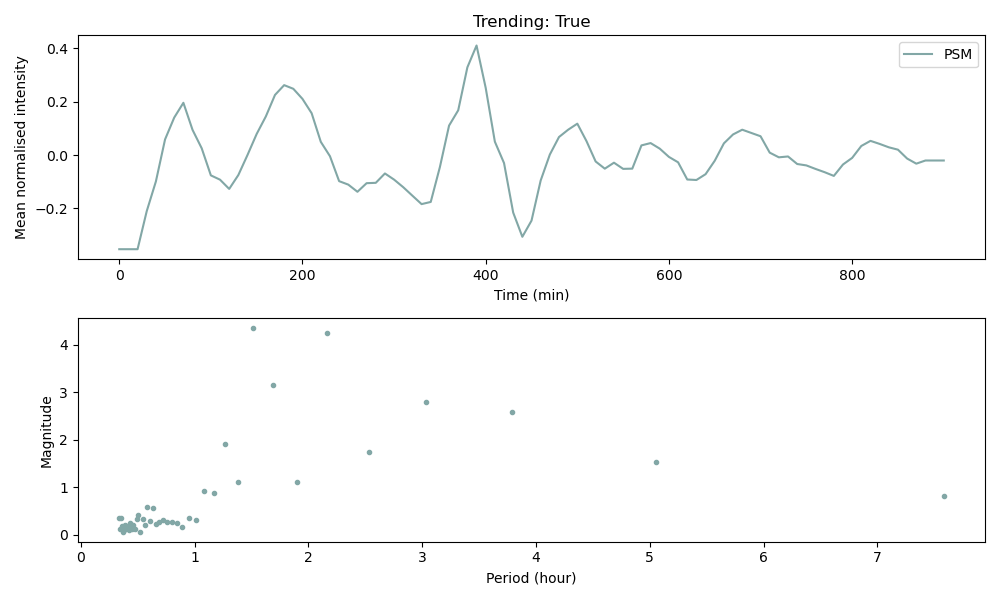 Trending: True
PSM
Mean normalised intensity
0.4
0.2
0.0
−0.2
0 200 400 600 800
Time (min)
Magnitude
4
3
2
1
0
0 1 2 3 4 5 6 7
Period (hour)